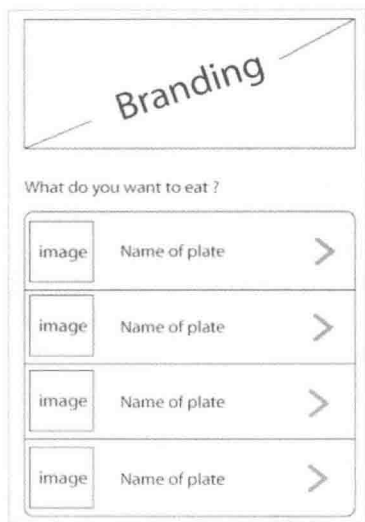 Branding
What do you want to eat ?
image Name of plate
image Name of plate
image Name of plate
image Name of plate